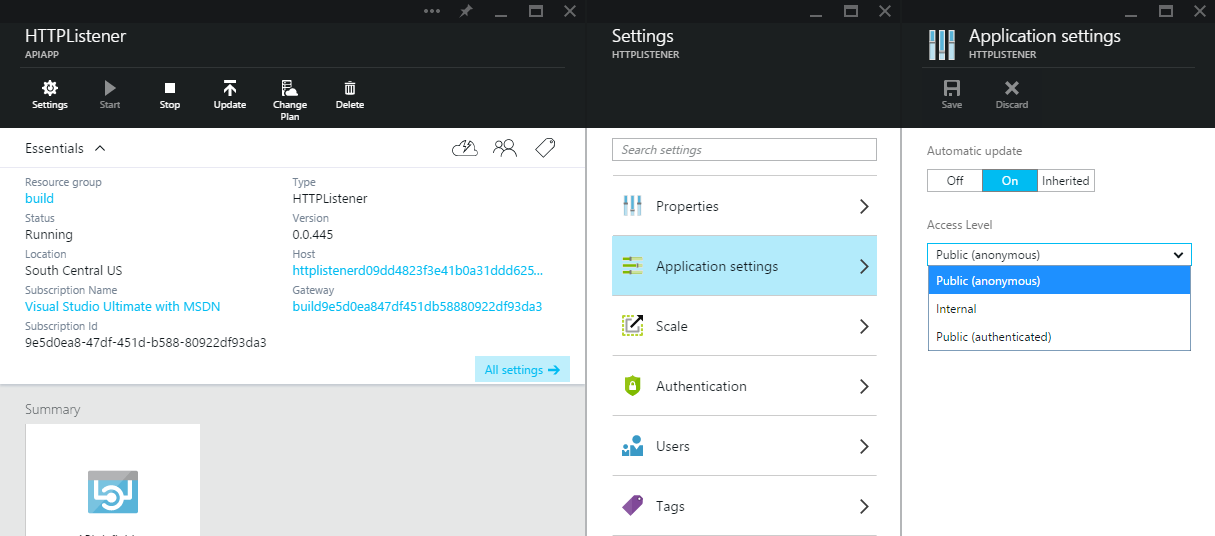 HTTPListener
APIAPP
Settings
Start
Stop
Update
Change
Plan
Delete
Essentials
Resource group
build
Status
Running
Location
South Central US
Subscription Name
Visual Studio Ultimate with MSDN
Subscription Id
9e5d0ea8-47df-451d-b588-80922df93da3
Type
HTTPListener
Version
0.0.445
Host
httplistenerd09dd4823f3e41b0a31ddd625...
Gateway
build9e5d0ea847df451db58880922df93da3
All settings
Summary
Settings
HTTPLISTENER
Search settings
Properties
Application settings
Scale
Authentication
Users
Tags
Application settings
HTTPLISTENER
Save
Discard
Automatic update
Off
On
Inherited
Access Level
Public (anonymous)
Public (anonymous)
Internal
Public (authenticated)